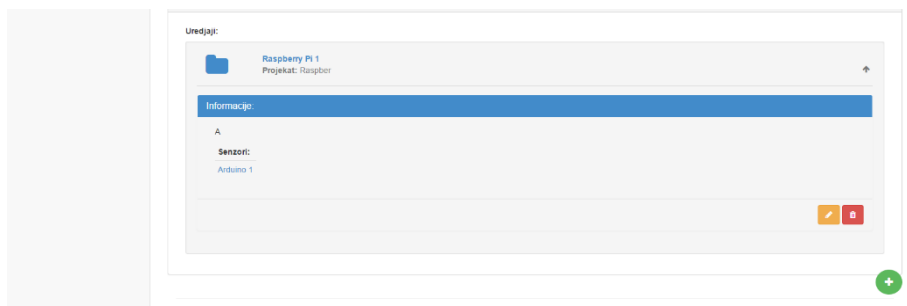 Uredjaji:
Raspberry Pi 1
Projekat: Raspber
Informacije:
A
Senzori:
Arduino 1